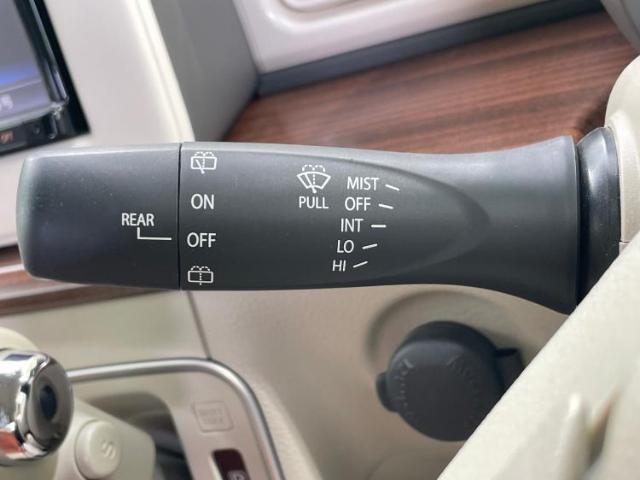 ON
REAR
OFF
PULL
MIST
OFF
INT
LO
HI
S